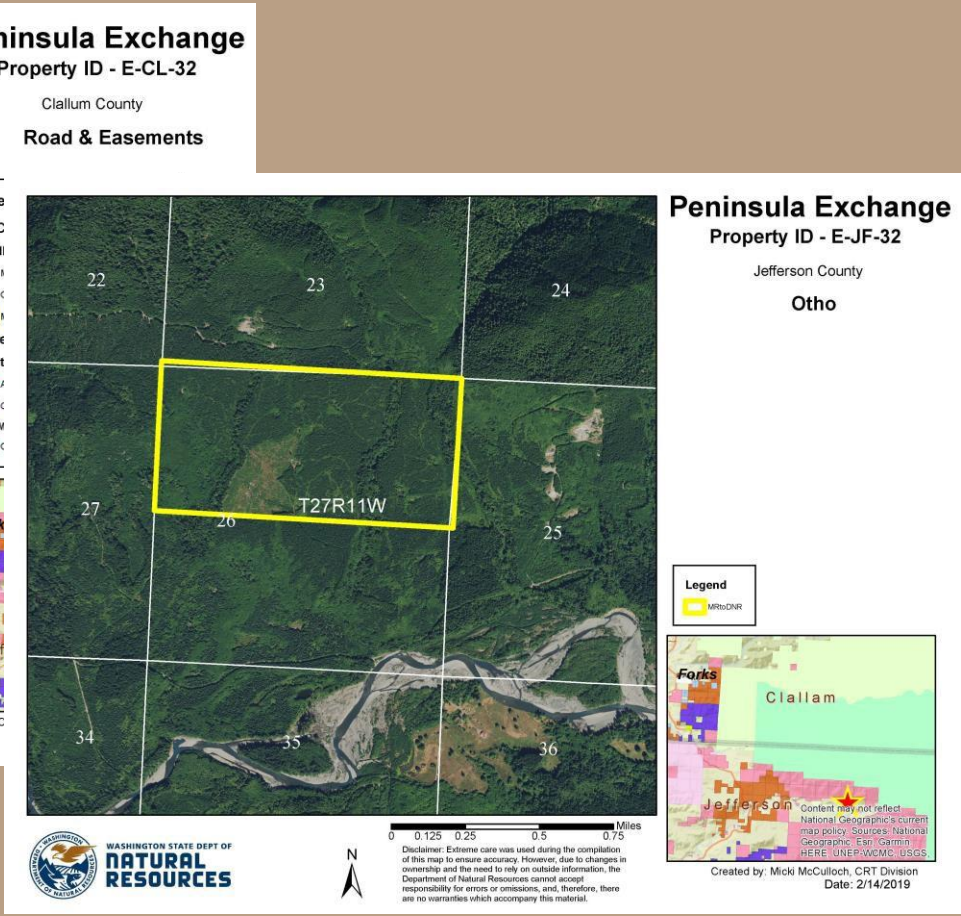 ninsula Exchange
Property ID - E-CL-32
Clallum County
Road & Easements
Peninsula Exchange
Property ID - E-JF-32
Jefferson County
Otho
22
23
24
27
26
T27R11W
25
34
35
36
Legend
MRtoDNR
Forks
Clallam
Jefferson
Content may not reflect
National Geographic's current
map policy. Sources: National
Geographic, Esri, Garmin,
HERE, UNEP-WCMC, USGS,
Created by: Micki McCulloch, CRT Division
Date: 2/14/2019
WASHINGTON STATE DEPT OF
NATURAL
RESOURCES
N
0 0.125 0.25 0.5 0.75 Miles
Disclaimer: Extreme care was used during the compilation
of this map to ensure accuracy. However, due to changes in
ownership and the need to rely on outside information, the
Department of Natural Resources cannot accept
responsibility for errors or omissions, and, therefore, there
are no warranties which accompany this material.